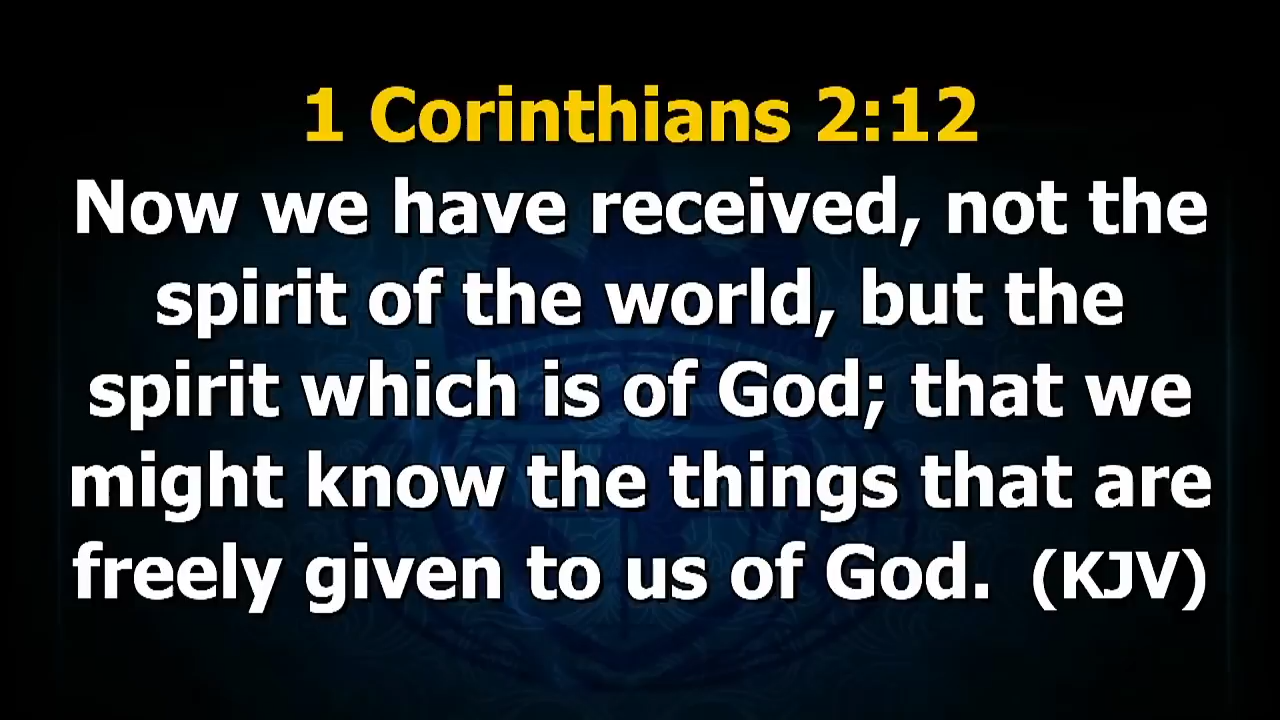 1 Corinthians 2:12
Now we have received, not the
spirit of the world, but the
spirit which is of God; that we
might know the things that are
freely given to us of God. (KJV)